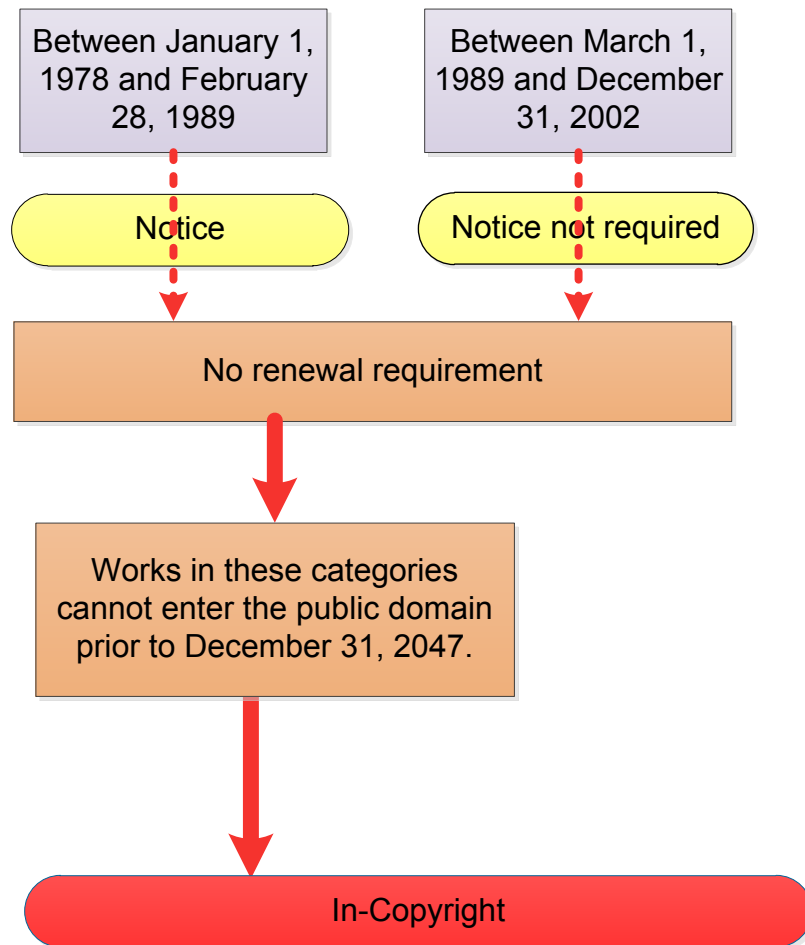 Between January 1,
1978 and February
28, 1989
Between March 1,
1989 and December
31, 2002
Notice
Notice not required
No renewal requirement
Works in these categories
cannot enter the public domain
prior to December 31, 2047.
In-Copyright